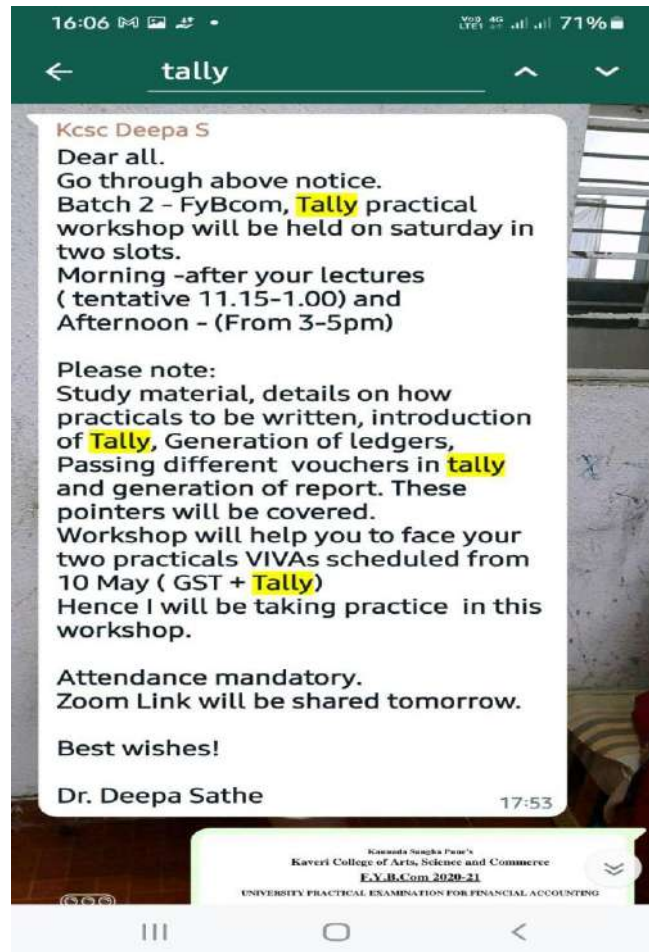 16:06
VoD
LTE1 4G 71%
tally
Kcsc Deepa S
Dear all.
Go through above notice.
Batch 2 - FyBcom, Tally practical
workshop will be held on saturday in
two slots.
Morning -after your lectures
( tentative 11.15-1.00) and
Afternoon - (From 3-5pm)
Please note:
Study material, details on how
practicals to be written, introduction
of Tally, Generation of ledgers,
Passing different vouchers in tally
and generation of report. These
pointers will be covered.
Workshop will help you to face your
two practicals VIVAs scheduled from
10 May ( GST + Tally)
Hence I will be taking practice in this
workshop.
Attendance mandatory.
Zoom Link will be shared tomorrow.
Best wishes!
Dr. Deepa Sathe
17:53
Kannada Sangha Pune's
Kaveri College of Arts, Science and Commerce
F.Y.B.Com 2020-21
UNIVERSITY PRACTICAL EXAMINATION FOR FINANCIAL ACCOUNTING